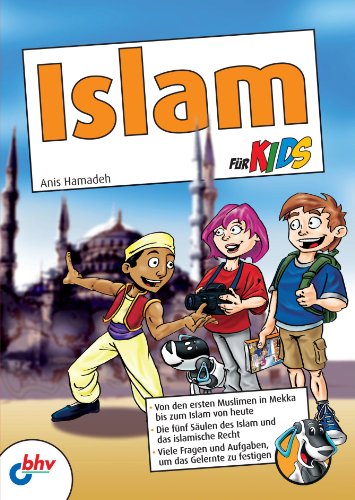 Islam
FÜR KIDS
Anis Hamadeh
· Von den ersten Muslimen in Mekka
bis zum Islam von heute
· Die fünf Säulen des Islam und
das islamische Recht
· Viele Fragen und Aufgaben,
um das Gelernte zu festigen
bhv